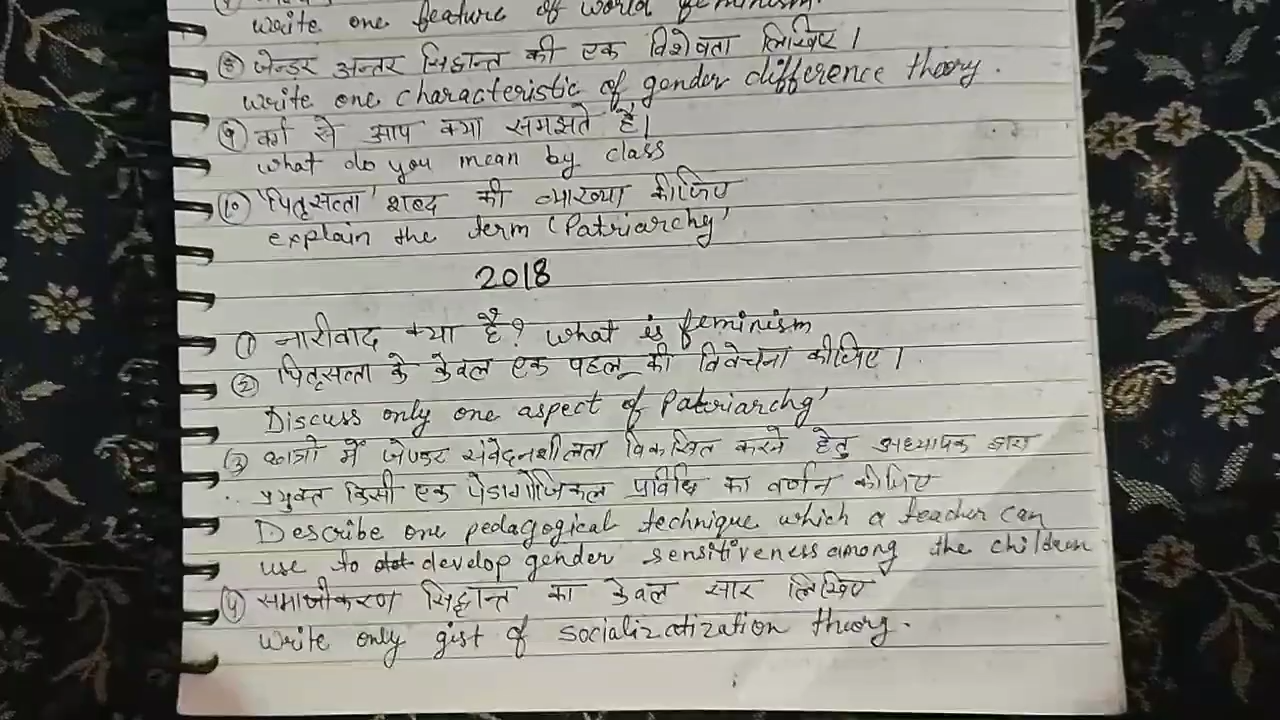 write one feature of world feminism.
(8) जेन्डर अन्तर सिद्धान्त की एक विशेषता लिखिए।
write one characteristic of gender difference theory.
(9) वर्ग से आप क्या समझते हैं।
what do you mean by class
(10) 'पितृसत्ता' शब्द की व्याख्या कीजिए
explain the term (Patriarchy'
2018
(1) नारीवाद क्या है? what is feminism
(2) पितृसत्ता के केवल एक पहलू की विवेचना कीजिए।
Discuss only one aspect of Patriarchy'
(3) छात्रों में जेण्डर संवेदनशीलता विकसित करने हेतु अध्यापक द्वारा
प्रयुक्त किसी एक पेडागोजिकल प्रविधि का वर्णन कीजिए
Describe one pedagogical technique which a teacher can
use to develop gender sensitiveness among the children
(4) समाजीकरण सिद्धान्त का केवल सार लिखिए
write only gist of socializatization theory.